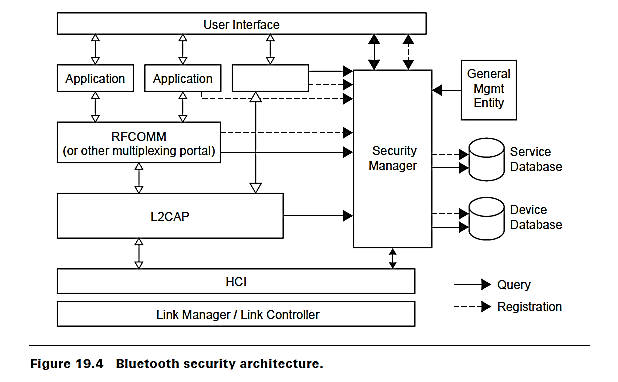 User Interface
Application
Application
General
Mgmt
Entity
RFCOMM
(or other multiplexing portal)
Security
Manager
Service
Database
L2CAP
Device
Database
HCI
Query
Link Manager / Link Controller
Registration
Figure 19.4 Bluetooth security architecture.